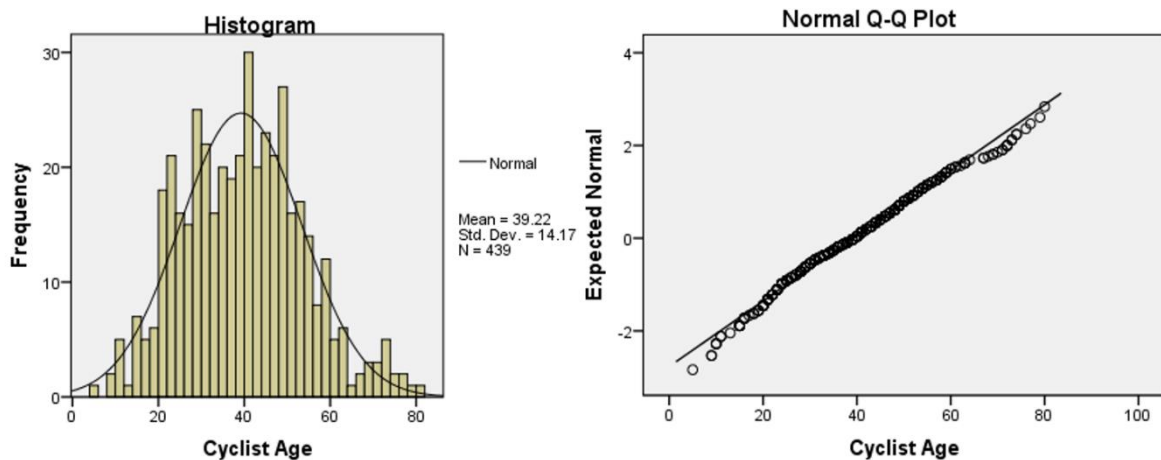 Histogram
Frequency
30
20
10
0
0 20 40 60 80
Cyclist Age
Normal
Mean = 39.22
Std. Dev. = 14.17
N = 439
Normal Q-Q Plot
Expected Normal
4
2
0
-2
0 20 40 60 80 100
Cyclist Age